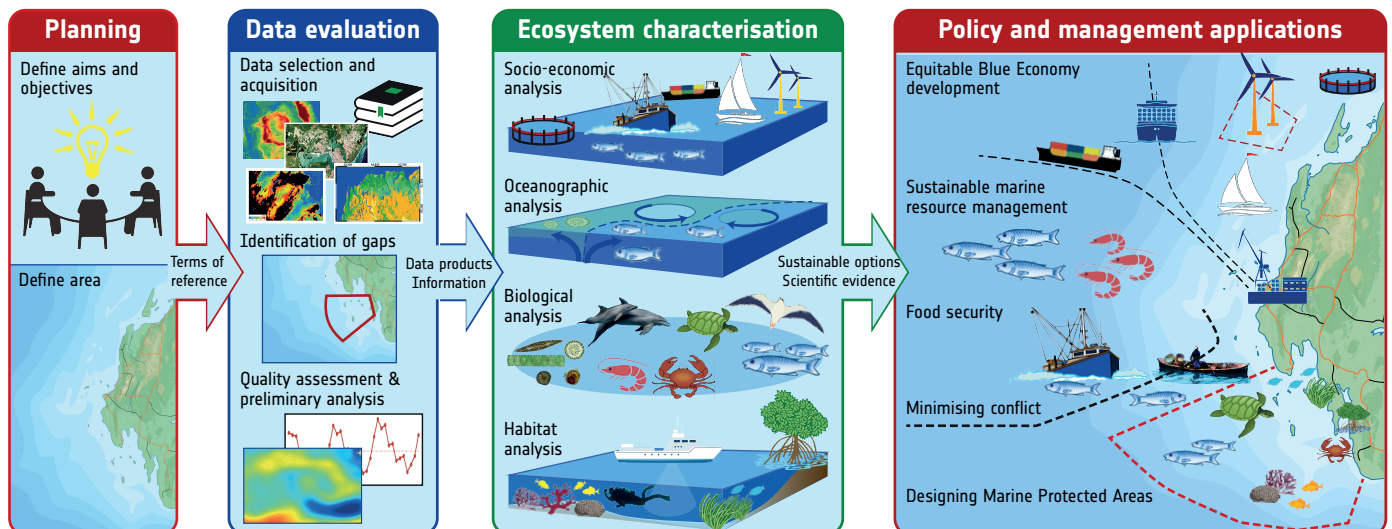 Planning
Define aims and
objectives
Define area
Terms of
reference
Data evaluation
Data selection and
acquisition
Identification of gaps
Quality assessment &
preliminary analysis
Data products
Information
Ecosystem characterisation
Socio-economic
analysis
Oceanographic
analysis
Biological
analysis
Habitat
analysis
Sustainable options
Scientific evidence
Policy and management applications
Equitable Blue Economy
development
Sustainable marine
resource management
Food security
Minimising conflict
Designing Marine Protected Areas